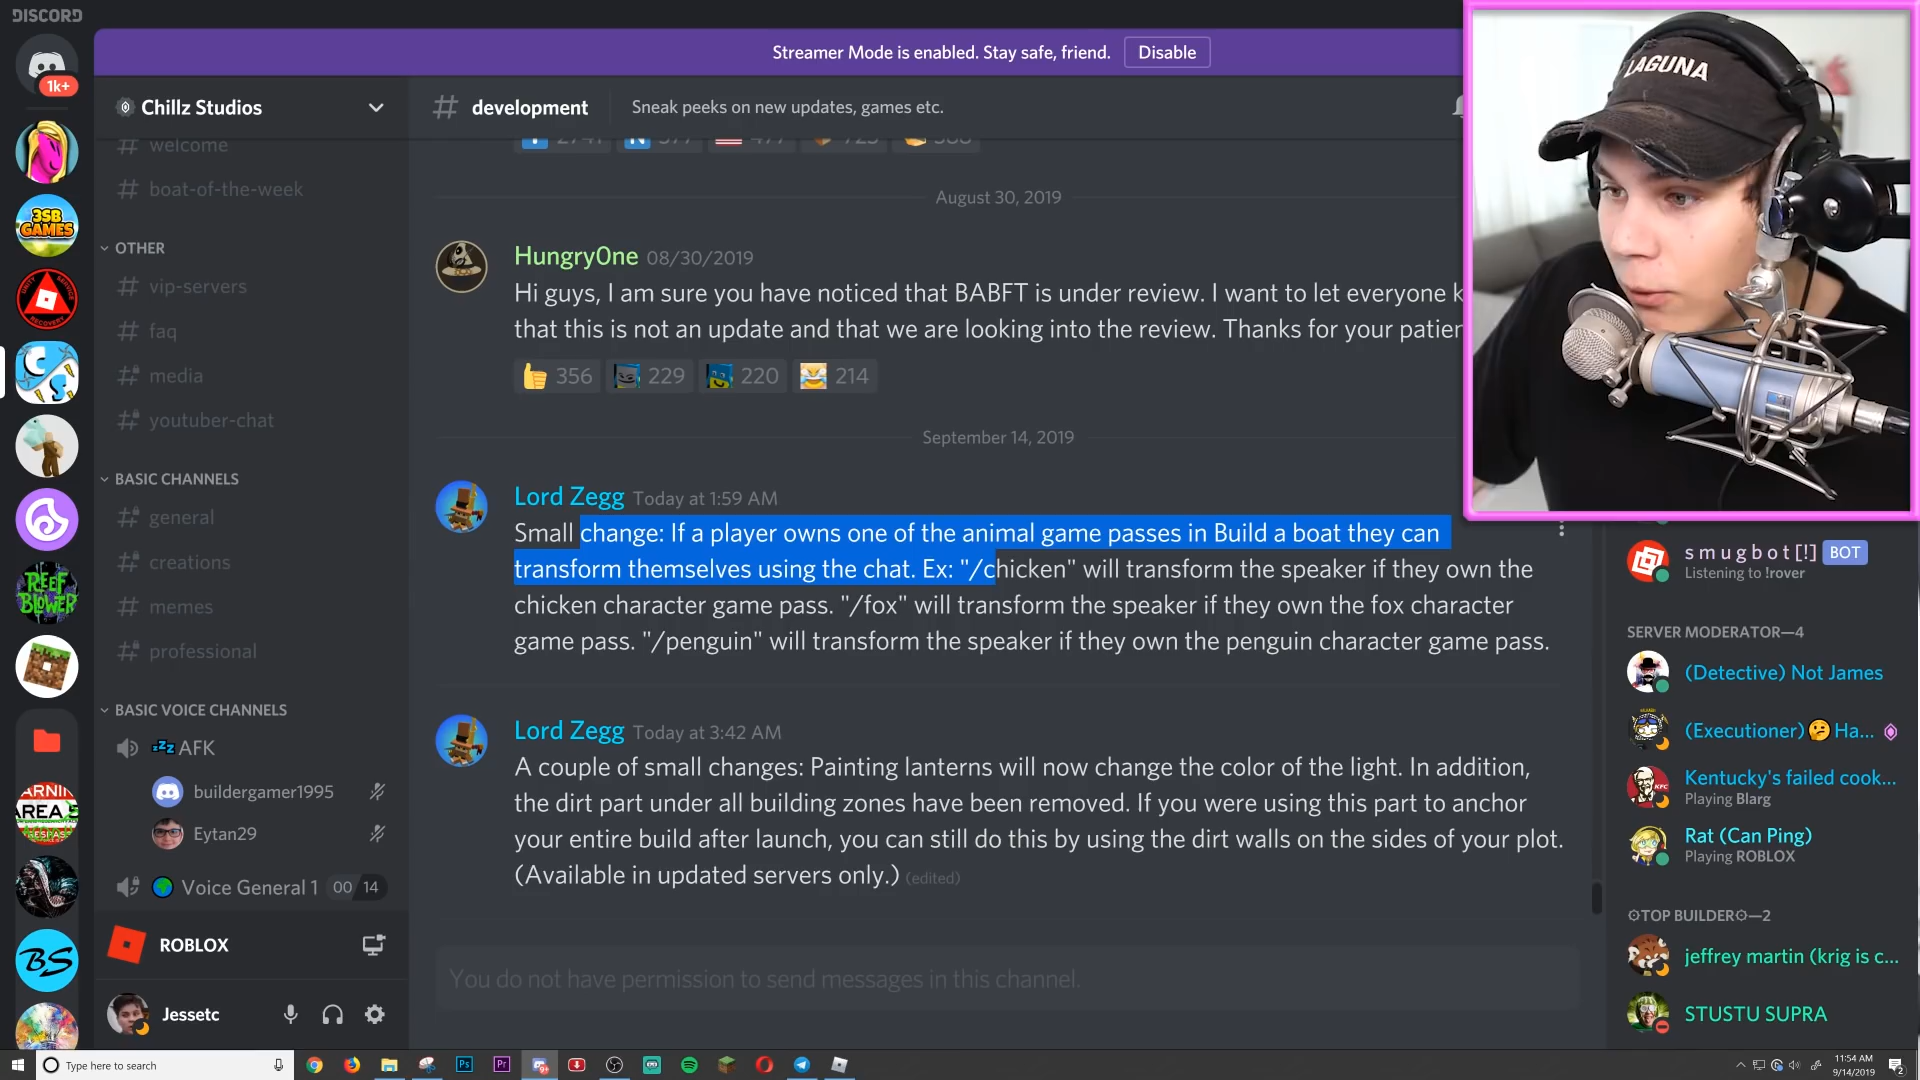 DISCORD
Streamer Mode is enabled. Stay safe, friend. Disable
LAGUNA
1k+
Chillz Studios
# development Sneak peeks on new updates, games etc.
welcome
boat-of-the-week
OTHER
vip-servers
faq
media
youtuber-chat
BASIC CHANNELS
general
creations
memes
professional
BASIC VOICE CHANNELS
💤 AFK
buildergamer1995
Eytan29
Voice General 1 00 14
ROBLOX
Jessetc
3SB
GAMES
UNITY SERVICE
RECOVERY
CS
REEF
BLOWER
BS
August 30, 2019
HungryOne 08/30/2019
Hi guys, I am sure you have noticed that BABFT is under review. I want to let everyone k
that this is not an update and that we are looking into the review. Thanks for your patien
356 229 220 214
September 14, 2019
Lord Zegg Today at 1:59 AM
Small change: If a player owns one of the animal game passes in Build a boat they can
transform themselves using the chat. Ex: "/chicken" will transform the speaker if they own the
chicken character game pass. "/fox" will transform the speaker if they own the fox character
game pass. "/penguin" will transform the speaker if they own the penguin character game pass.
Lord Zegg Today at 3:42 AM
A couple of small changes: Painting lanterns will now change the color of the light. In addition,
the dirt part under all building zones have been removed. If you were using this part to anchor
your entire build after launch, you can still do this by using the dirt walls on the sides of your plot.
(Available in updated servers only.) (edited)
You do not have permission to send messages in this channel.
s m u g b o t [!] BOT
Listening to !rover
SERVER MODERATOR—4
(Detective) Not James
(Executioner) 🤔 Ha...
Kentucky's failed cook...
Playing Blarg
Rat (Can Ping)
Playing ROBLOX
⚙TOP BUILDER⚙—2
jeffrey martin (krig is c...
STUSTU SUPRA
Type here to search
Ps
Pr
11:54 AM
9/14/2019
2